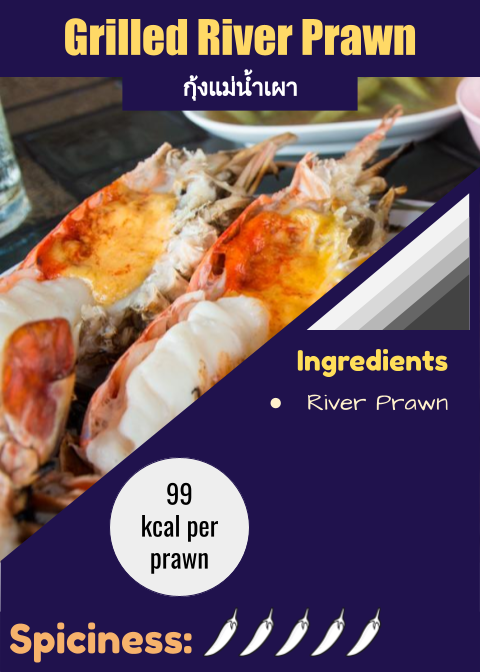 Grilled River Prawn
กุ้งแม่น้ำเผา
Ingredients
• River Prawn
99
kcal per
prawn
Spiciness: